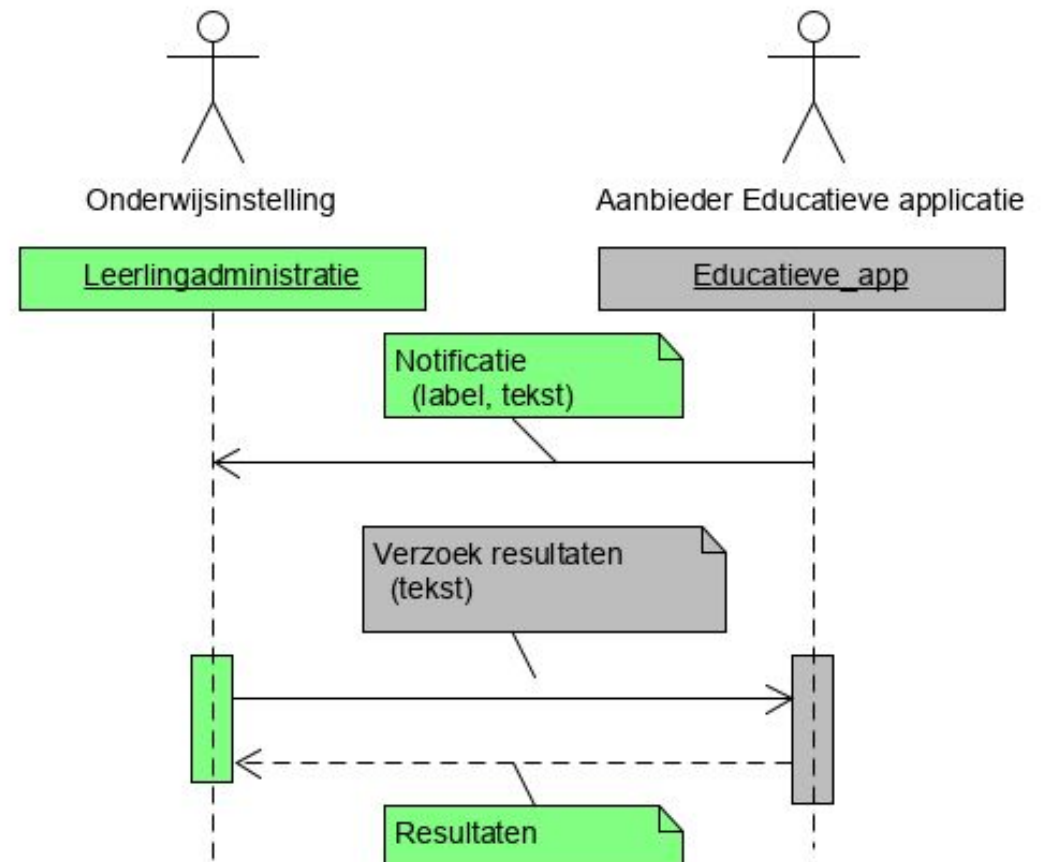 Onderwijsinstelling
Aanbieder Educatieve applicatie
Leerlingadministratie
Educatieve_app
Notificatie
(label, tekst)
Verzoek resultaten
(tekst)
Resultaten